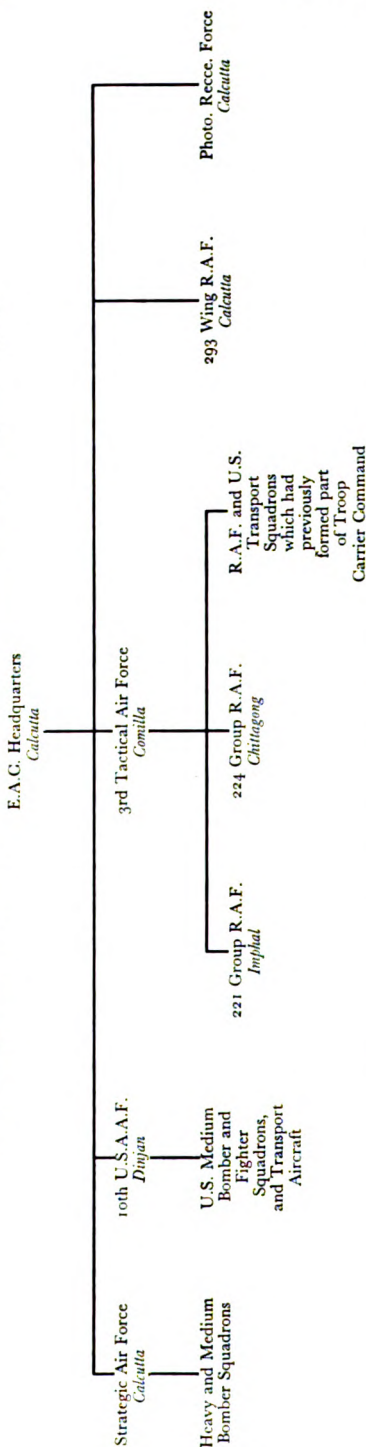 E.A.C. Headquarters
Calcutta
Strategic Air Force
Calcutta
Heavy and Medium
Bomber Squadrons
10th U.S.A.A.F.
Dinjan
U.S. Medium
Bomber and
Fighter
Squadrons,
and Transport
Aircraft
3rd Tactical Air Force
Comilla
221 Group R.A.F.
Imphal
224 Group R.A.F.
Chittagong
R.A.F. and U.S.
Transport
Squadrons
which had
previously
formed part
of Troop
Carrier Command
293 Wing R.A.F.
Calcutta
Photo. Recce. Force
Calcutta